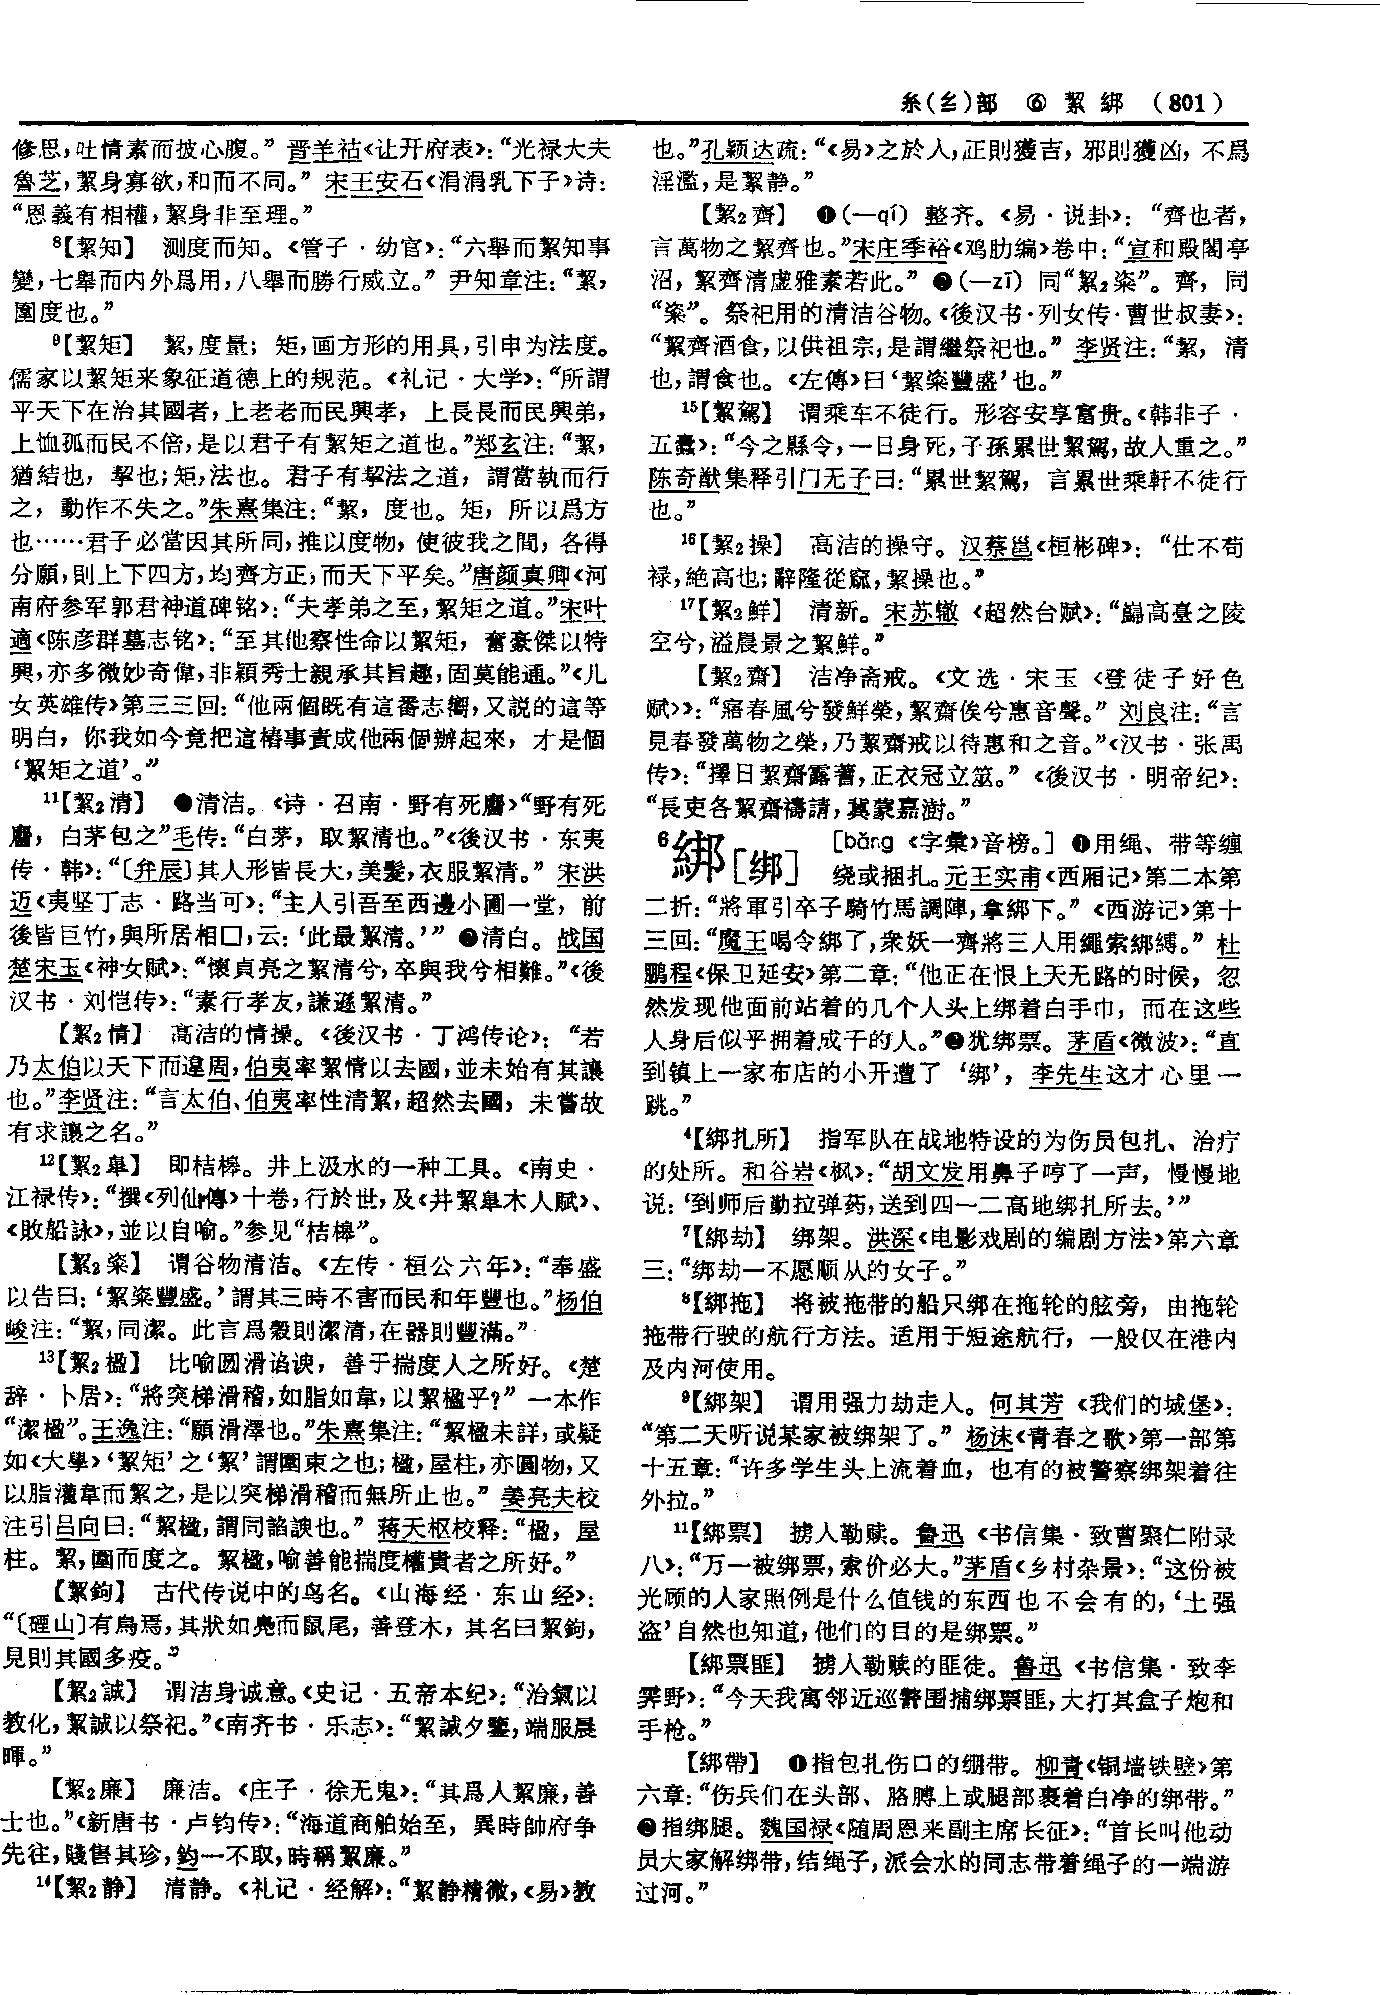 糸(纟)部 ⑥ 絜 綁 (801)
修思，吐情素而披心腹。” 晋羊祜《让开府表》：“光禄大夫
魯芝，絜身寡欲，和而不同。” 宋王安石《涓涓乳下子》诗：
“恩義有相權，絜身非至理。”
⁸【絜知】 测度而知。《管子·幼官》：“六舉而絜知事
變，七舉而内外爲用，八舉而勝行威立。” 尹知章注：“絜，
圍度也。”
⁹【絜矩】 絜，度量；矩，画方形的用具，引申为法度。
儒家以絜矩来象征道德上的规范。《礼记·大学》：“所謂
平天下在治其國者，上老老而民興孝，上長長而民興弟，
上恤孤而民不倍，是以君子有絜矩之道也。”郑玄注：“絜，
猶結也，挈也；矩，法也。君子有挈法之道，謂當執而行
之，動作不失之。”朱熹集注：“絜，度也。矩，所以爲方
也……君子必當因其所同，推以度物，使彼我之間，各得
分願，則上下四方，均齊方正，而天下平矣。”唐颜真卿《河
南府参军郭君神道碑铭》：“夫孝弟之至，絜矩之道。”宋叶
適《陈彦群墓志铭》：“至其他察性命以絜矩，奮豪傑以特
興，亦多微妙奇偉，非穎秀士親承其旨趣，固莫能通。”《儿
女英雄传》第三三回：“他兩個既有這番志嚮，又説的這等
明白，你我如今竟把這樁事責成他兩個辦起來，才是個
‘絜矩之道’。”
¹¹【絜₂清】 ❶清洁。《诗·召南·野有死麕》“野有死
麕，白茅包之”毛传：“白茅，取絜清也。”《後汉书·东夷
传·韩》：“〔弁辰〕其人形皆長大，美髮，衣服絜清。” 宋洪
迈《夷坚丁志·路当可》：“主人引吾至西邊小圃一堂，前
後皆巨竹，與所居相□，云：‘此最絜清。’” ❷清白。战国
楚宋玉《神女赋》：“懷貞亮之絜清兮，卒與我兮相難。”《後
汉书·刘恺传》：“素行孝友，謙遜絜清。”
【絜₂情】 高洁的情操。《後汉书·丁鸿传论》：“若
乃太伯以天下而違周，伯夷率絜情以去國，並未始有其讓
也。”李贤注：“言太伯、伯夷率性清絜，超然去國，未嘗故
有求讓之名。”
¹²【絜₂皐】 即桔槔。井上汲水的一种工具。《南史·
江禄传》：“撰《列仙傳》十卷，行於世，及《井絜皐木人賦》、
《敗船詠》，並以自喻。”参见“桔槔”。
【絜₂粢】 谓谷物清洁。《左传·桓公六年》：“奉盛
以告曰：‘絜粢豐盛。’謂其三時不害而民和年豐也。”杨伯
峻注：“絜，同潔。此言爲穀則潔清，在器則豐滿。”
¹³【絜₂楹】 比喻圆滑谄谀，善于揣度人之所好。《楚
辞·卜居》：“將突梯滑稽，如脂如韋，以絜楹乎？” 一本作
“潔楹”。王逸注：“順滑澤也。”朱熹集注：“絜楹未詳，或疑
如《大學》‘絜矩’之‘絜’謂圍束之也；楹，屋柱，亦圓物，又
以脂灌韋而絜之，是以突梯滑稽而無所止也。” 姜亮夫校
注引吕向曰：“絜楹，謂同諂諛也。” 蒋天枢校释：“楹，屋
柱。絜，圍而度之。絜楹，喻善能揣度權貴者之所好。”
【絜鉤】 古代传说中的鸟名。《山海经·东山经》：
“〔硬山〕有鳥焉，其狀如鳧而鼠尾，善登木，其名曰絜鉤，
見則其國多疫。”
【絜₂誠】 谓洁身诚意。《史记·五帝本纪》：“治氣以
教化，絜誠以祭祀。”《南齐书·乐志》：“絜誠夕鑒，端服晨
暉。”
【絜₂廉】 廉洁。《庄子·徐无鬼》：“其爲人絜廉，善
士也。”《新唐书·卢钧传》：“海道商舶始至，異時帥府争
先往，賤售其珍，鈞一不取，時稱絜廉。”
¹⁴【絜₂静】 清静。《礼记·经解》：“絜静精微，《易》教
也。”孔颖达疏：“《易》之於人，正則獲吉，邪則獲凶，不爲
淫濫，是絜静。”
【絜₂齊】 ❶(—qí) 整齐。《易·说卦》：“齊也者，
言萬物之絜齊也。”宋庄季裕《鸡肋编》卷中：“宣和殿閣亭
沼，絜齊清虚雅素若此。” ❷(—zī) 同“絜₂粢”。齊，同
“粢”。祭祀用的清洁谷物。《後汉书·列女传·曹世叔妻》：
“絜齊酒食，以供祖宗，是謂繼祭祀也。” 李贤注：“絜，清
也，謂食也。《左傳》曰‘絜粢豐盛’也。”
¹⁵【絜駕】 谓乘车不徒行。形容安享富贵。《韩非子·
五蠹》：“今之縣令，一日身死，子孫累世絜駕，故人重之。”
陈奇猷集释引门无子曰：“累世絜駕，言累世乘軒不徒行
也。”
¹⁶【絜₂操】 高洁的操守。汉蔡邕《桓彬碑》：“仕不苟
禄，絶高也；辭隆從窳，絜操也。”
¹⁷【絜₂鮮】 清新。宋苏辙《超然台赋》：“巋高臺之陵
空兮，溢晨景之絜鮮。”
【絜₂齋】 洁净斋戒。《文选·宋玉〈登徒子好色
赋〉》：“寤春風兮發鮮榮，絜齋俟兮惠音聲。” 刘良注：“言
見春發萬物之榮，乃絜齋戒以待惠和之音。”《汉书·张禹
传》：“擇日絜齋露蓍，正衣冠立筮。” 《後汉书·明帝纪》：
“長吏各絜齋禱請，冀蒙嘉澍。”
⁶綁[绑] [bǎng 《字彙》音榜。] ❶用绳、带等缠
绕或捆扎。元王实甫《西厢记》第二本第
二折：“將軍引卒子騎竹馬調陣，拿綁下。” 《西游记》第十
三回：“魔王喝令綁了，衆妖一齊將三人用繩索綁縛。” 杜
鹏程《保卫延安》第二章：“他正在恨上天无路的时候，忽
然发现他面前站着的几个人头上绑着白手巾，而在这些
人身后似乎拥着成千的人。”❷犹绑票。茅盾《微波》：“直
到镇上一家布店的小开遭了‘绑’，李先生这才心里一
跳。”
⁴【綁扎所】 指军队在战地特设的为伤员包扎、治疗
的处所。和谷岩《枫》：“胡文发用鼻子哼了一声，慢慢地
说：‘到师后勤拉弹药，送到四一二高地绑扎所去。’”
⁷【綁劫】 绑架。洪深《电影戏剧的编剧方法》第六章
三：“绑劫一不愿顺从的女子。”
⁸【綁拖】 将被拖带的船只绑在拖轮的舷旁，由拖轮
拖带行驶的航行方法。适用于短途航行，一般仅在港内
及内河使用。
⁹【綁架】 谓用强力劫走人。何其芳《我们的城堡》：
“第二天听说某家被绑架了。” 杨沫《青春之歌》第一部第
十五章：“许多学生头上流着血，也有的被警察绑架着往
外拉。”
¹¹【綁票】 掳人勒赎。鲁迅《书信集·致曹聚仁附录
八》：“万一被绑票，索价必大。”茅盾《乡村杂景》：“这份被
光顾的人家照例是什么值钱的东西也不会有的，‘土强
盗’自然也知道，他们的目的是绑票。”
【綁票匪】 掳人勒赎的匪徒。鲁迅《书信集·致李
霁野》：“今天我寓邻近巡警围捕绑票匪，大打其盒子炮和
手枪。”
【綁帶】 ❶指包扎伤口的绷带。柳青《铜墙铁壁》第
六章：“伤兵们在头部、胳膊上或腿部裹着白净的绑带。”
❷指绑腿。魏国禄《随周恩来副主席长征》：“首长叫他动
员大家解绑带，结绳子，派会水的同志带着绳子的一端游
过河。”